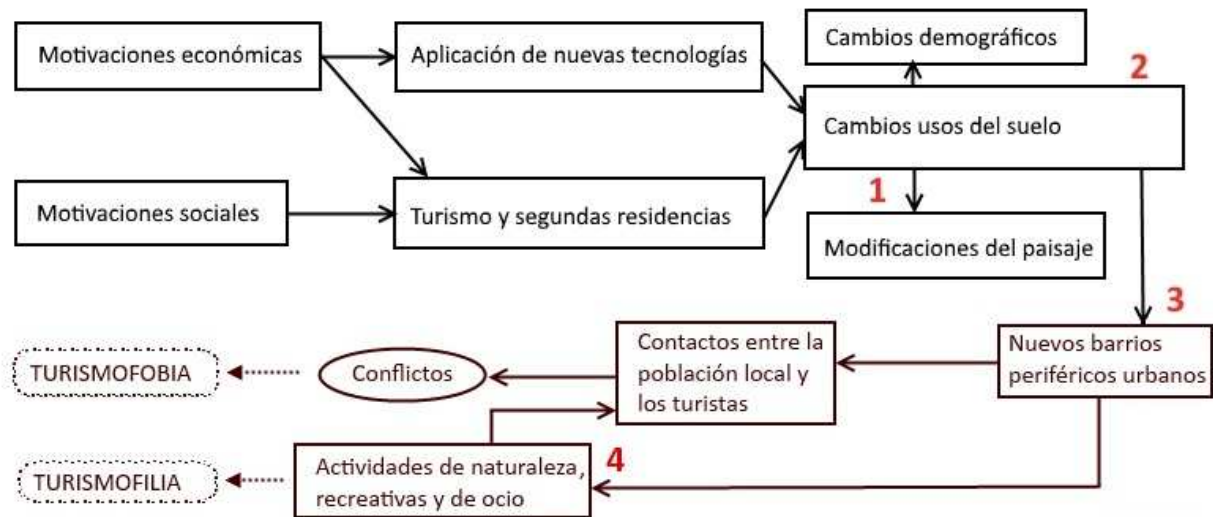 Motivaciones económicas
Aplicación de nuevas tecnologías
Cambios demográficos
2
Cambios usos del suelo
Motivaciones sociales
Turismo y segundas residencias
1
Modificaciones del paisaje
3
TURISMOFOBIA
Conflictos
Contactos entre la
población local y
los turistas
Nuevos barrios
periféricos urbanos
TURISMOFILIA
Actividades de naturaleza,
recreativas y de ocio
4